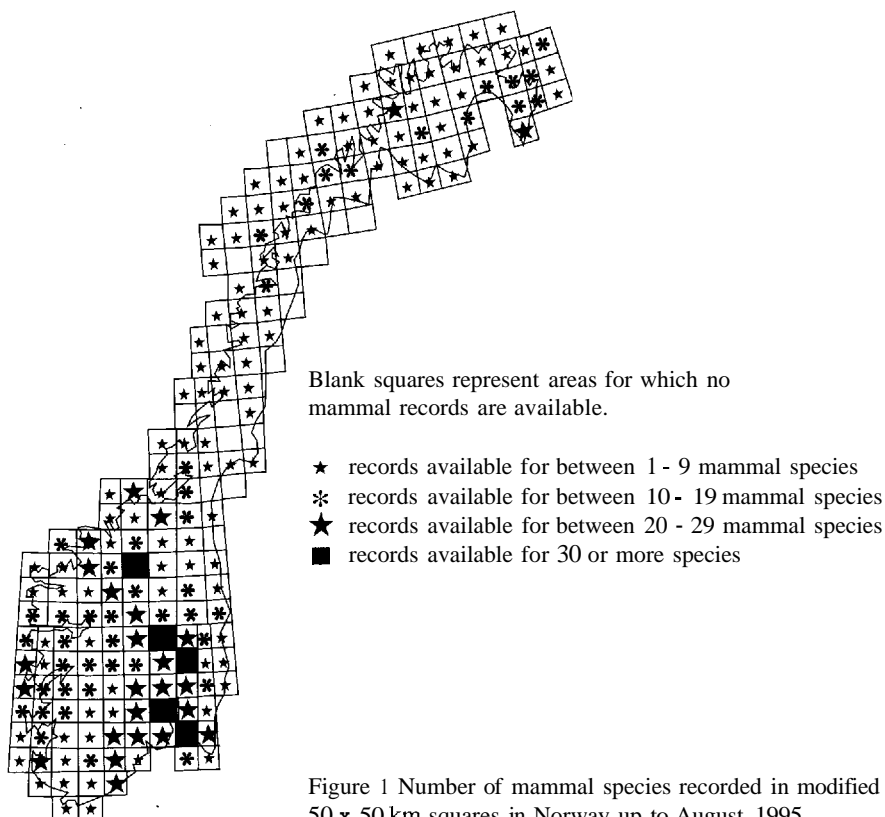 Blank squares represent areas for which no
mammal records are available.
★ records available for between 1 - 9 mammal species
✻ records available for between 10 - 19 mammal species
★ records available for between 20 - 29 mammal species
■ records available for 30 or more species
Figure 1 Number of mammal species recorded in modified
50 x 50 km squares in Norway up to August 1995